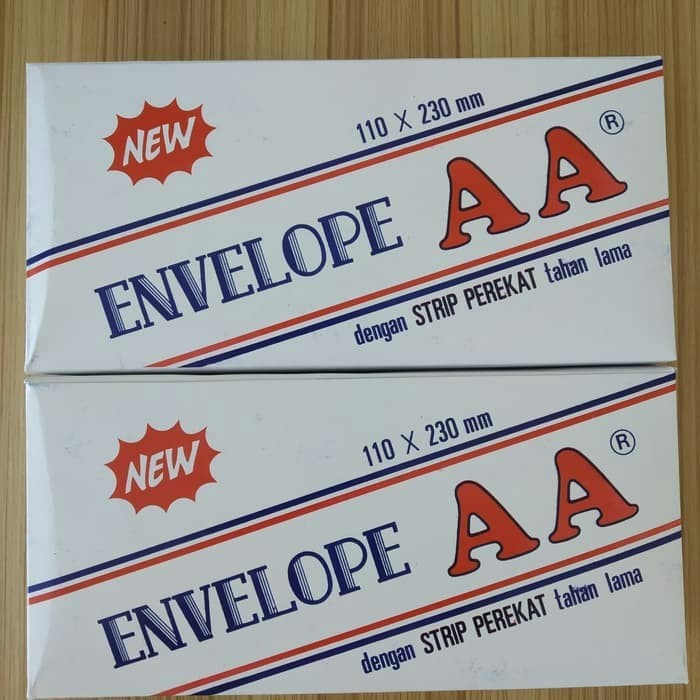 NEW
110 X 230 mm
ENVELOPE AA ®
dengan STRIP PEREKAT tahan lama
NEW
110 X 230 mm
ENVELOPE AA ®
dengan STRIP PEREKAT tahan lama